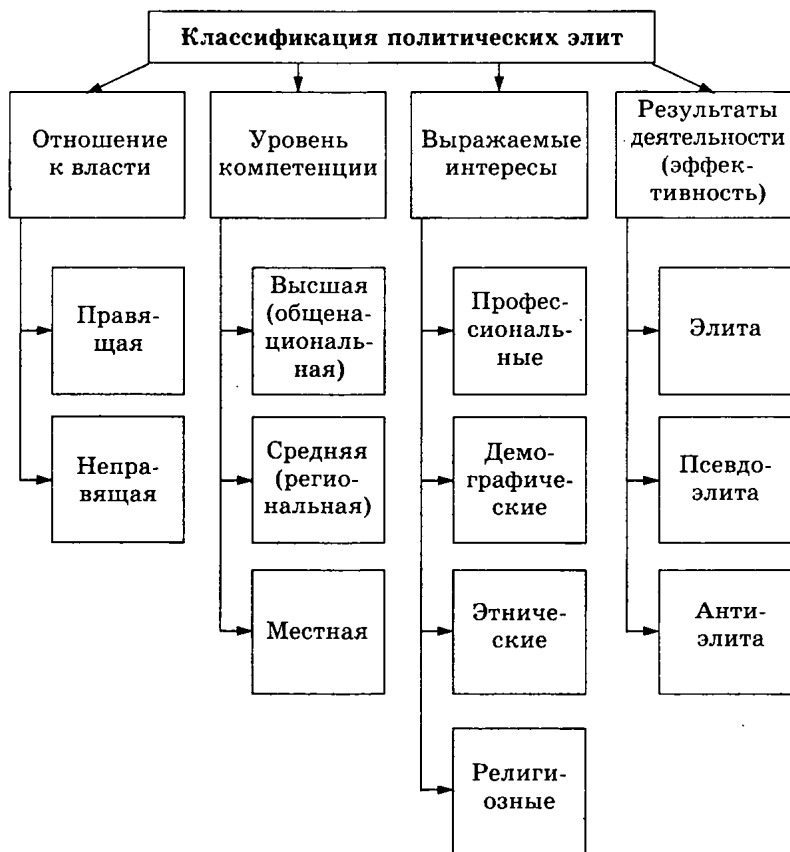 Классификация политических элит
Отношение
к власти
Уровень
компетенции
Выражаемые
интересы
Результаты
деятельности
(эффек-
тивность)
Правя-
щая
Непра-
вящая
Высшая
(общена-
циональ-
ная)
Средняя
(регио-
нальная)
Местная
Профес-
сиональ-
ные
Демо-
графиче-
ские
Этниче-
ские
Религи-
озные
Элита
Псевдо-
элита
Анти-
элита